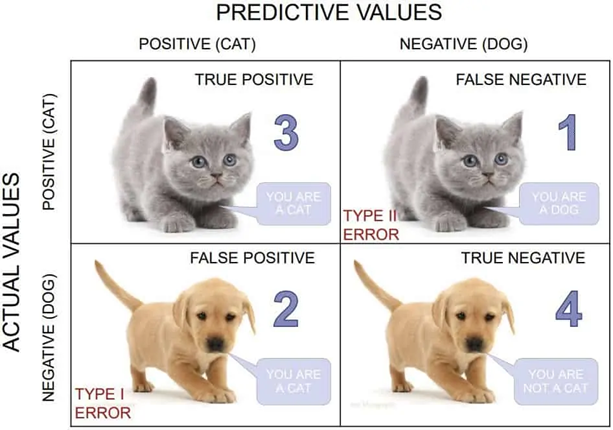 PREDICTIVE VALUES
POSITIVE (CAT)
NEGATIVE (DOG)
ACTUAL VALUES
POSITIVE (CAT)
NEGATIVE (DOG)
TRUE POSITIVE
3
YOU ARE
A CAT
FALSE NEGATIVE
1
YOU ARE
A DOG
TYPE II
ERROR
FALSE POSITIVE
2
YOU ARE
A CAT
TYPE I
ERROR
TRUE NEGATIVE
4
YOU ARE
NOT A CAT